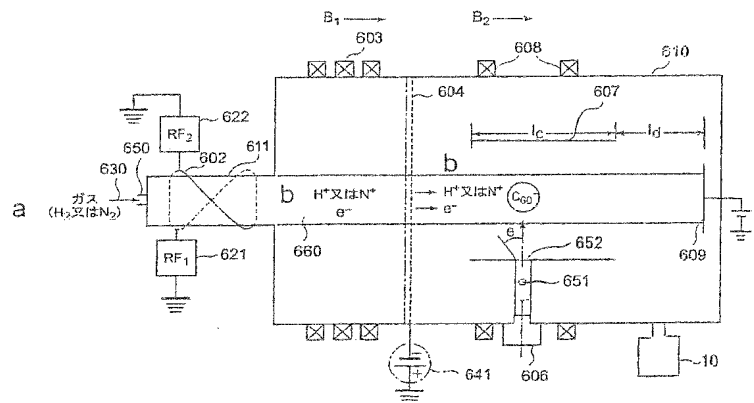 B₁
B₂
603
608
610
604
607
RF₂
622
602
611
l_C
l_d
650
630
b
b
a
ガス
(H₂又はN₂)
H⁺又はN⁺
e⁻
H⁺又はN⁺
e⁻
C₆₀⁻
660
609
RF₁
621
θ
652
651
606
641
10